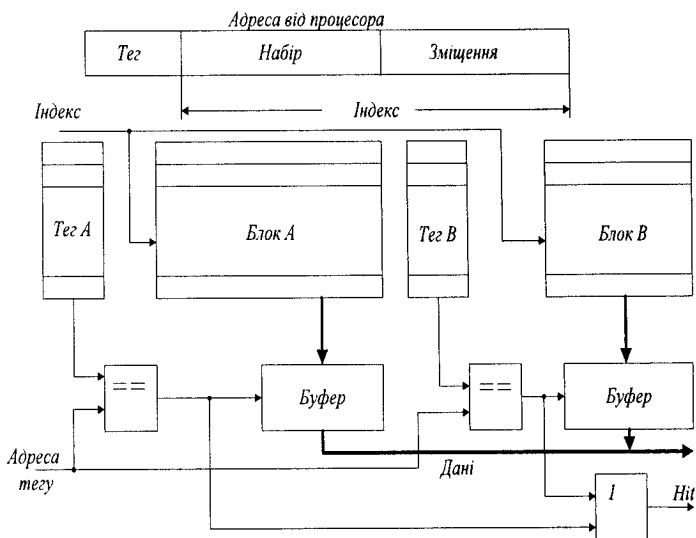 Адреса від процесора
Тег
Набір
Зміщення
Індекс
Індекс
Тег А
Блок А
Тег В
Блок В
==
Буфер
==
Буфер
Адреса
тегу
Дані
1
Hit